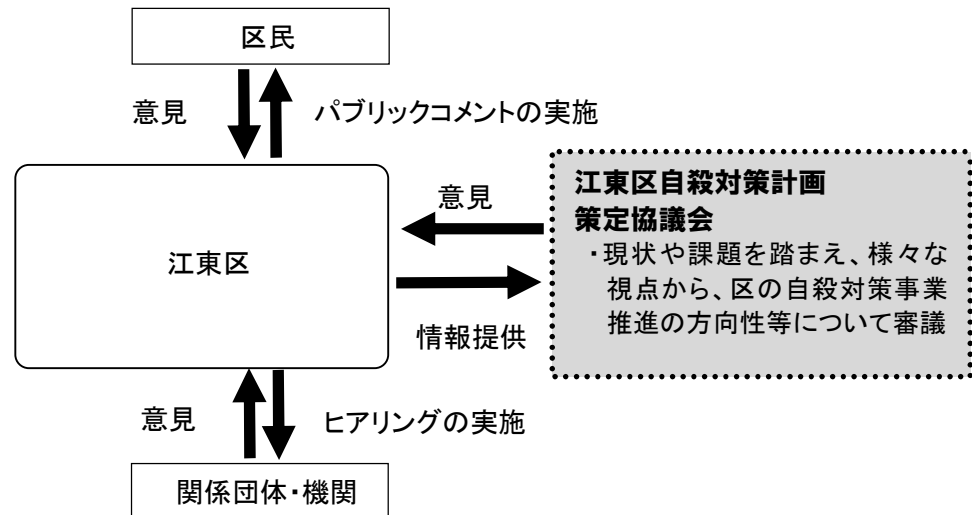 区民
意見
パブリックコメントの実施
江東区
意見
情報提供
江東区自殺対策計画
策定協議会
・現状や課題を踏まえ、様々な
視点から、区の自殺対策事業
推進の方向性等について審議
意見
ヒアリングの実施
関係団体・機関